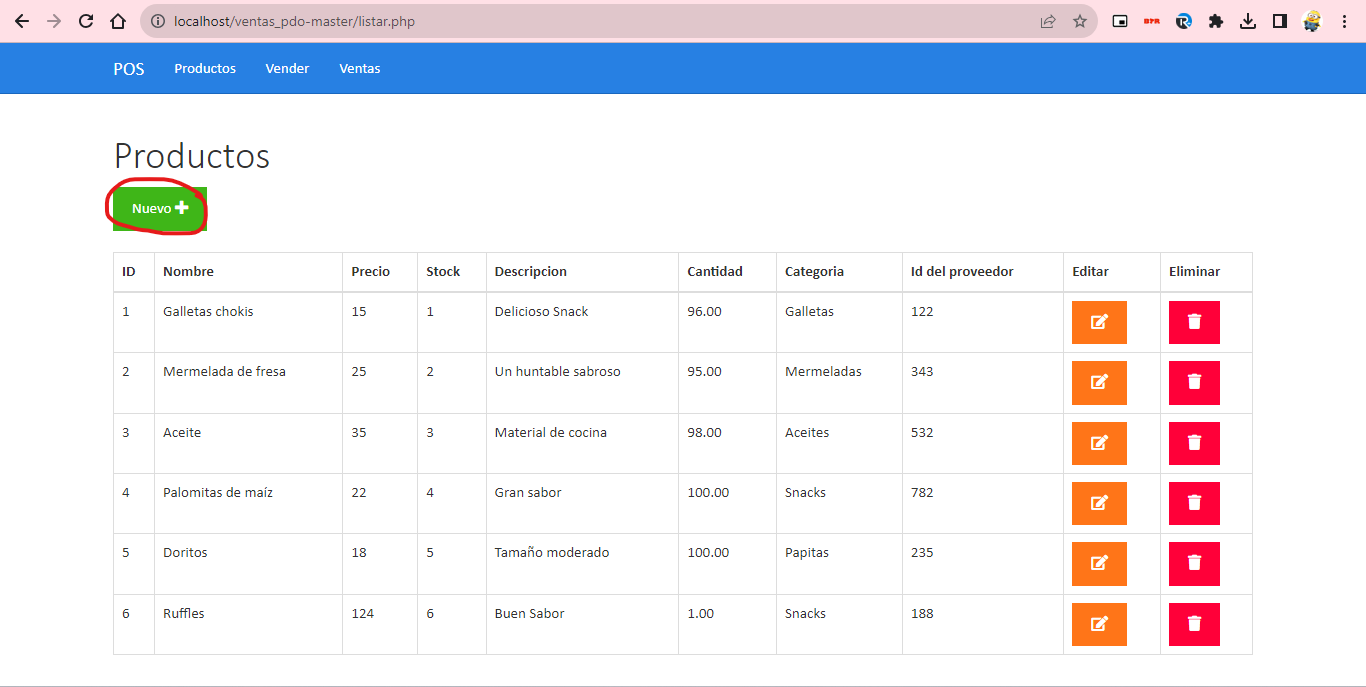 localhost/ventas_pdo-master/listar.php
POS Productos Vender Ventas
Productos
Nuevo
ID Nombre Precio Stock Descripcion Cantidad Categoria Id del proveedor Editar Eliminar
1 Galletas chokis 15 1 Delicioso Snack 96.00 Galletas 122
2 Mermelada de fresa 25 2 Un huntable sabroso 95.00 Mermeladas 343
3 Aceite 35 3 Material de cocina 98.00 Aceites 532
4 Palomitas de maíz 22 4 Gran sabor 100.00 Snacks 782
5 Doritos 18 5 Tamaño moderado 100.00 Papitas 235
6 Ruffles 124 6 Buen Sabor 1.00 Snacks 188